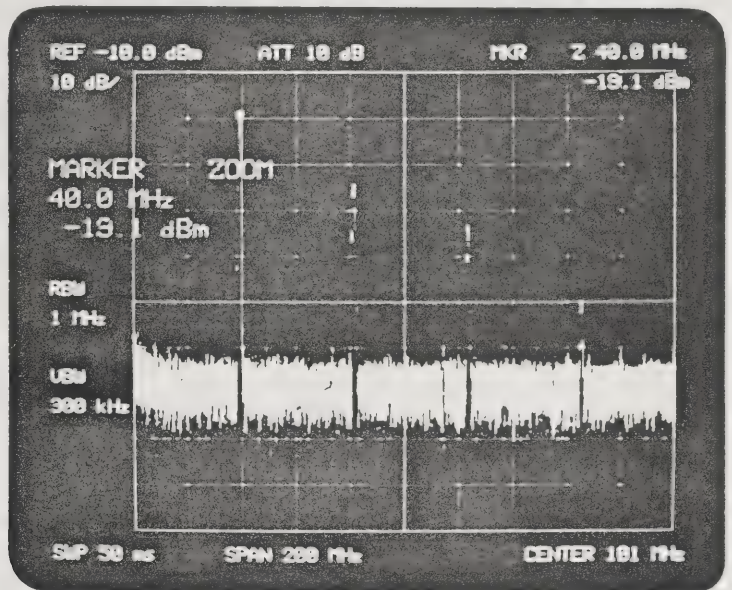 REF -10.0 dBm ATT 10 dB MKR Z 40.0 MHz
10 dB/ -19.1 dBm
MARKER ZOOM
40.0 MHz
-19.1 dBm
RBW
1 MHz
VBW
300 kHz
SWP 50 ms SPAN 200 MHz CENTER 101 MHz